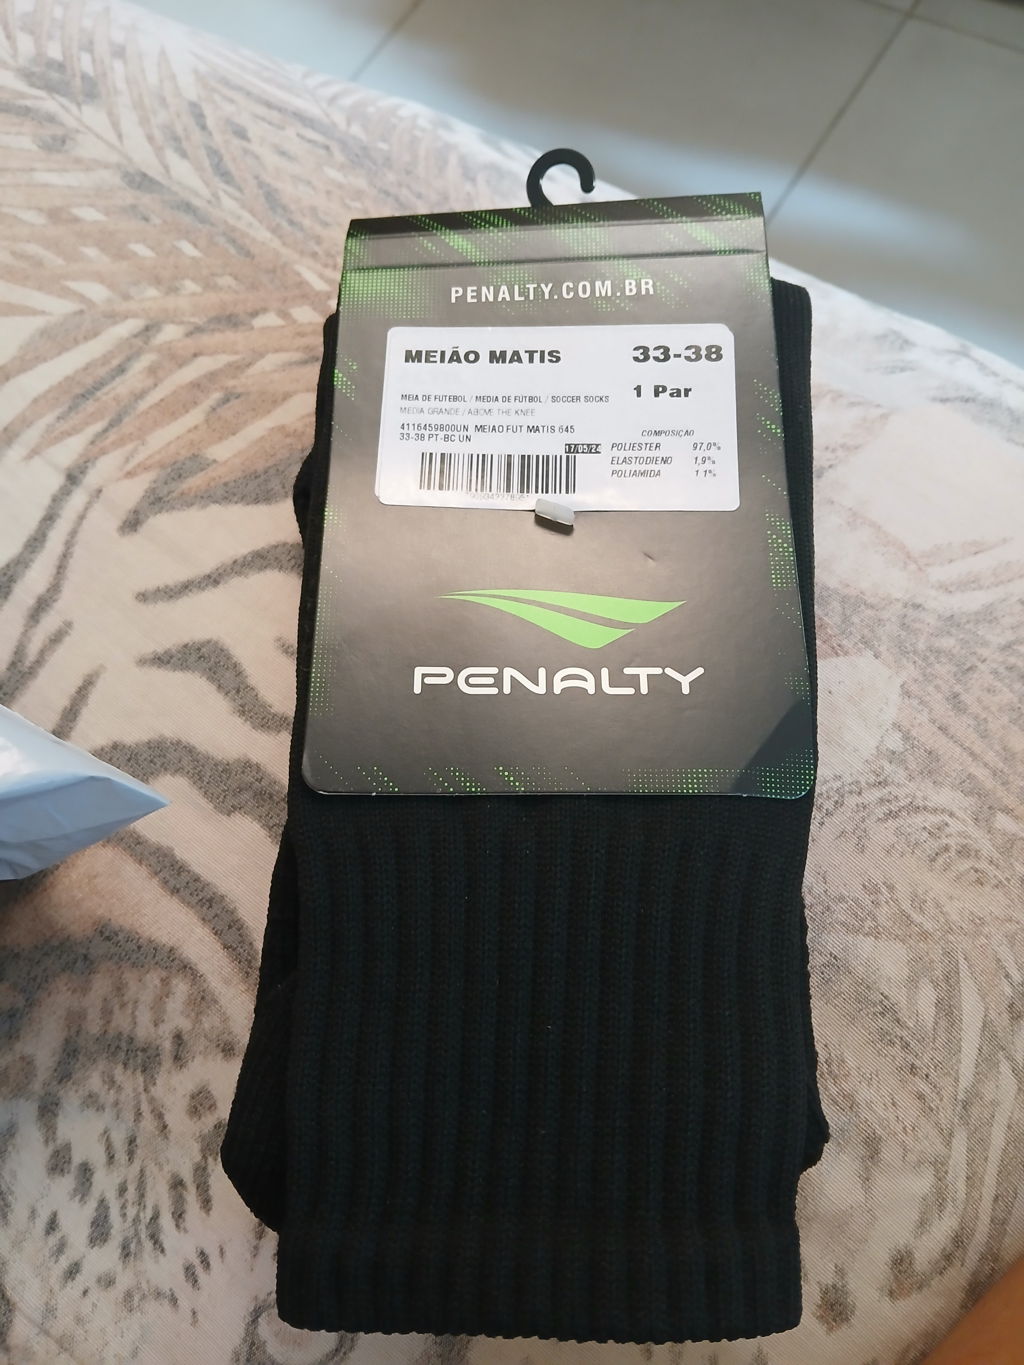 PENALTY.COM.BR
MEIÃO MATIS 33-38
1 Par
MEIA DE FUTEBOL / MEDIA DE FÚTBOL / SOCCER SOCKS
MEDIA GRANDE / ABOVE THE KNEE
4116459800UN MEIAO FUT MATIS 645
33-38 PT-BC UN
17/05/24
COMPOSIÇÃO
POLIESTER 97,0%
ELASTODIENO 1,9%
POLIAMIDA 1 1%
PENALTY